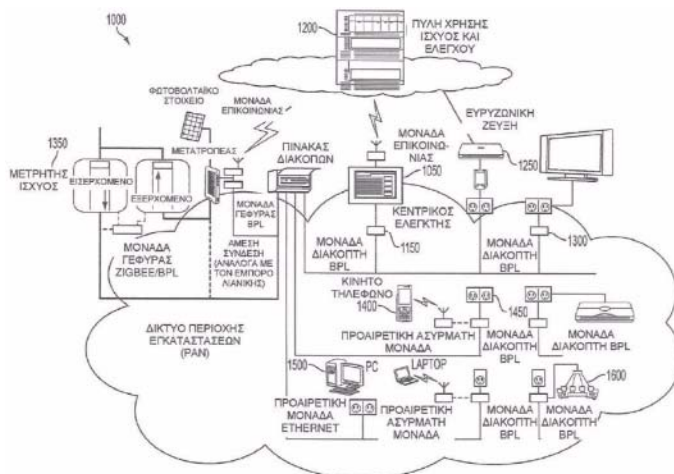 1000
1200
ΠΥΛΗ ΧΡΗΣΗΣ
ΙΣΧΥΟΣ ΚΑΙ
ΕΛΕΓΧΟΥ
ΦΩΤΟΒΟΛΤΑΪΚΟ
ΣΤΟΙΧΕΙΟ
ΜΟΝΑΔΑ
ΕΠΙΚΟΙΝΩΝΙΑΣ
ΜΕΤΑΤΡΟΠΕΑΣ
1350
ΜΕΤΡΗΤΗΣ
ΙΣΧΥΟΣ
ΕΙΣΕΡΧΟΜΕΝΟ
ΕΞΕΡΧΟΜΕΝΟ
ΠΙΝΑΚΑΣ
ΔΙΑΚΟΠΩΝ
ΜΟΝΑΔΑ
ΕΠΙΚΟΙΝΩ-
ΝΙΑΣ
1050
ΕΥΡΥΖΩΝΙΚΗ
ΖΕΥΞΗ
1250
ΚΕΝΤΡΙΚΟΣ
ΕΛΕΓΚΤΗΣ
ΜΟΝΑΔΑ
ΓΕΦΥΡΑΣ
BPL
ΑΜΕΣΗ
ΣΥΝΔΕΣΗ
(ΑΝΑΛΟΓΑ ΜΕ
ΤΟΝ ΕΜΠΟΡΟ
ΛΙΑΝΙΚΗΣ)
ΜΟΝΑΔΑ
ΓΕΦΥΡΑΣ
ZIGBEE/BPL
1150
ΜΟΝΑΔΑ
ΔΙΑΚΟΠΤΗ
BPL
ΜΟΝΑΔΑ
ΔΙΑΚΟΠΤΗ
BPL
1300
ΚΙΝΗΤΟ
ΤΗΛΕΦΩΝΟ
1400
1450
ΠΡΟΑΙΡΕΤΙΚΗ
ΑΣΥΡΜΑΤΗ
ΜΟΝΑΔΑ
ΜΟΝΑΔΑ
ΔΙΑΚΟΠΤΗ
BPL
ΜΟΝΑΔΑ
ΔΙΑΚΟΠΤΗ BPL
ΔΙΚΤΥΟ ΠΕΡΙΟΧΗΣ
ΕΓΚΑΤΑΣΤΑΣΕΩΝ
(PAN)
1500
PC
LAPTOP
1600
ΠΡΟΑΙΡΕΤΙΚΗ
ΜΟΝΑΔΑ
ETHERNET
ΠΡΟΑΙΡΕΤΙΚΗ
ΑΣΥΡΜΑΤΗ
ΜΟΝΑΔΑ
ΜΟΝΑΔΑ
ΔΙΑΚΟΠΤΗ
BPL
ΜΟΝΑΔΑ
ΔΙΑΚΟΠΤΗ
BPL